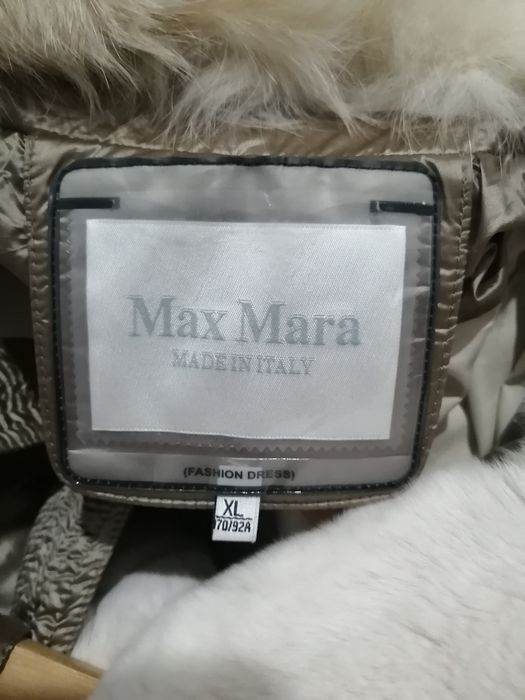 Max Mara
MADE IN ITALY
(FASHION DRESS)
XL
170/92A